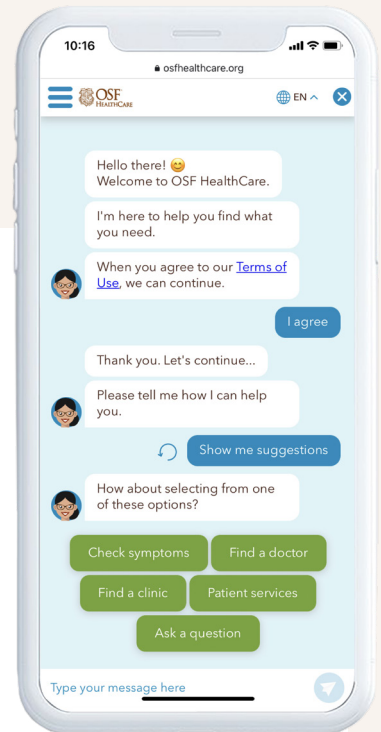 10:16
osfhealthcare.org
OSF
HEALTHCARE
EN
Hello there! 😊
Welcome to OSF HealthCare.
I'm here to help you find what
you need.
When you agree to our Terms of
Use, we can continue.
I agree
Thank you. Let's continue...
Please tell me how I can help
you.
Show me suggestions
How about selecting from one
of these options?
Check symptoms
Find a doctor
Find a clinic
Patient services
Ask a question
Type your message here